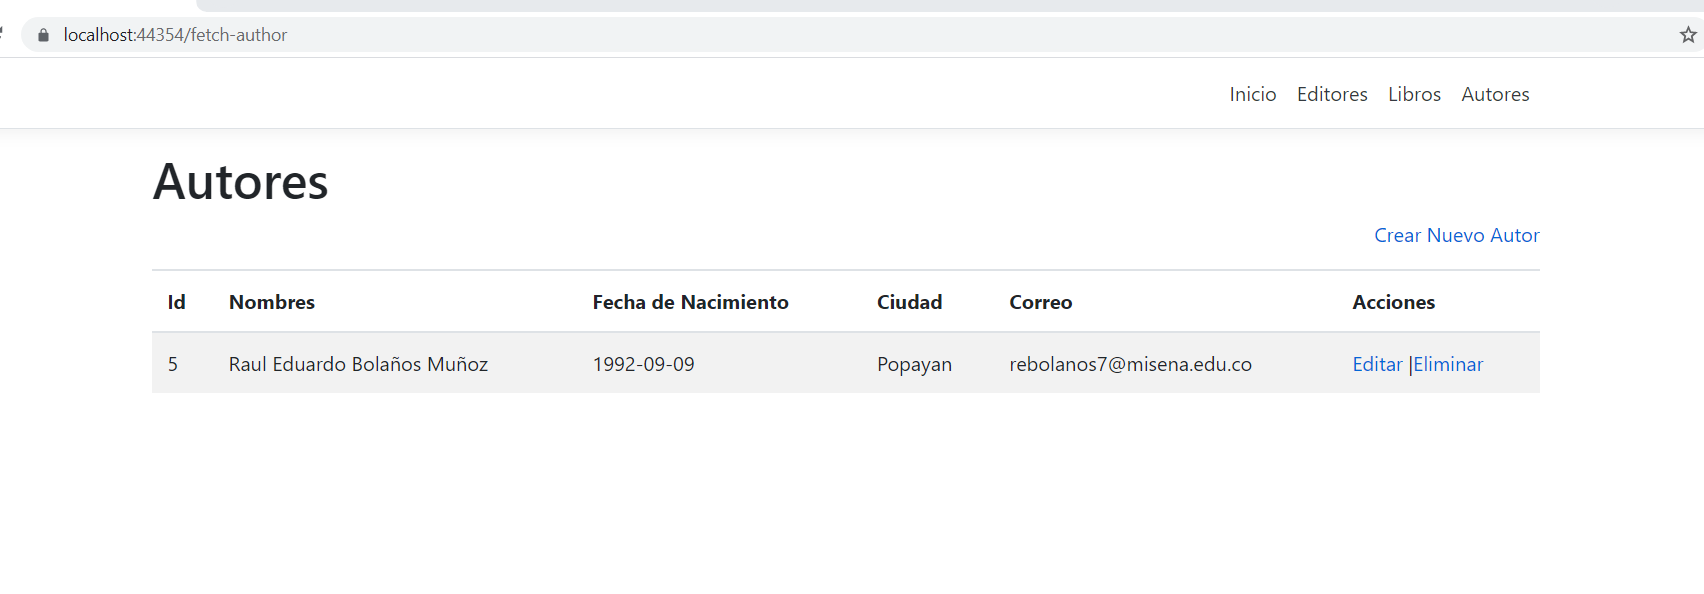 localhost:44354/fetch-author
Inicio Editores Libros Autores
Autores
Crear Nuevo Autor
Id Nombres Fecha de Nacimiento Ciudad Correo Acciones
5 Raul Eduardo Bolaños Muñoz 1992-09-09 Popayan rebolanos7@misena.edu.co Editar |Eliminar